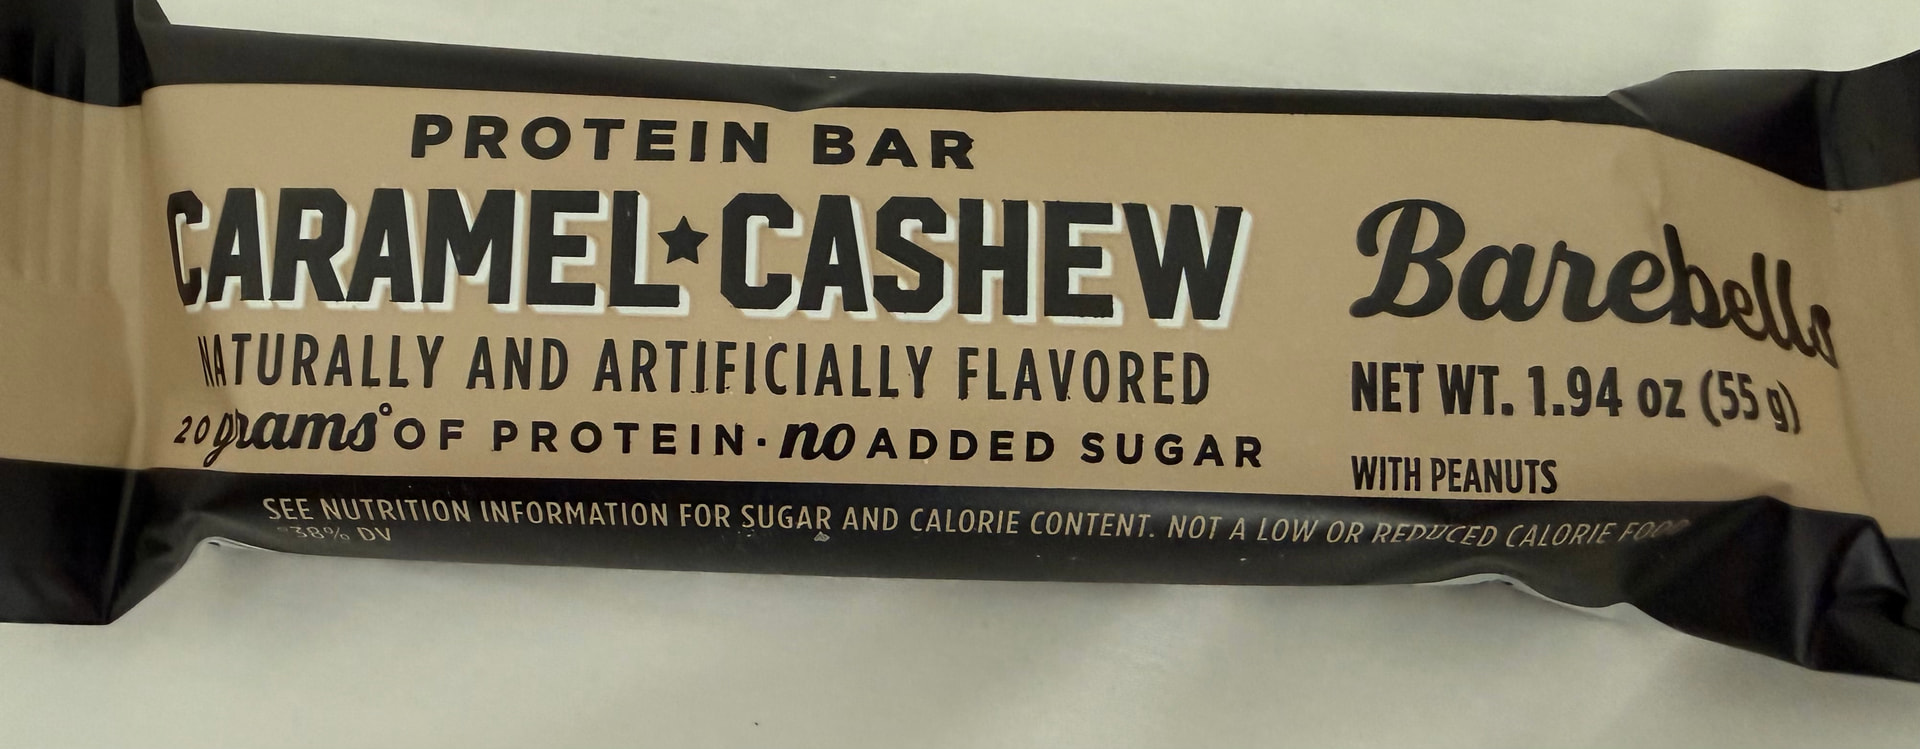 PROTEIN BAR
CARAMEL★CASHEW
NATURALLY AND ARTIFICIALLY FLAVORED
20 grams° OF PROTEIN · no ADDED SUGAR
Barebells
NET WT. 1.94 oz (55 g)
WITH PEANUTS
SEE NUTRITION INFORMATION FOR SUGAR AND CALORIE CONTENT. NOT A LOW OR REDUCED CALORIE FOOD
°38% DV